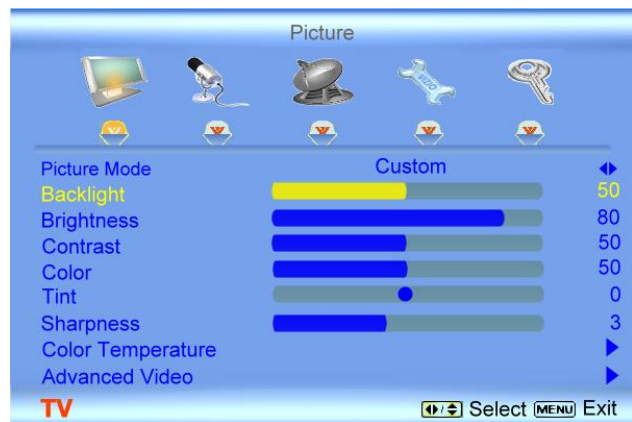 Picture
VIZIO
Picture Mode Custom
Backlight 50
Brightness 80
Contrast 50
Color 50
Tint 0
Sharpness 3
Color Temperature
Advanced Video
TV Select MENU Exit